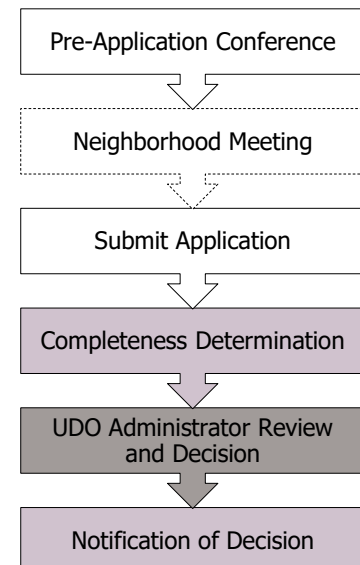 Pre-Application Conference
Neighborhood Meeting
Submit Application
Completeness Determination
UDO Administrator Review
and Decision
Notification of Decision